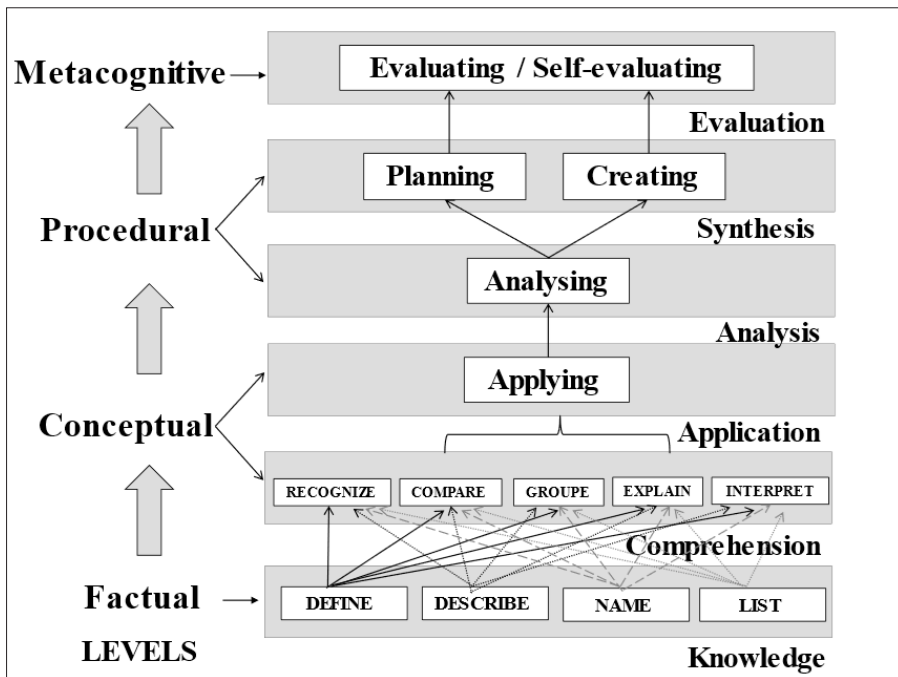 Metacognitive
Evaluating / Self-evaluating
Evaluation
Planning
Creating
Procedural
Synthesis
Analysing
Analysis
Applying
Conceptual
Application
RECOGNIZE
COMPARE
GROUPE
EXPLAIN
INTERPRET
Comprehension
Factual
DEFINE
DESCRIBE
NAME
LIST
LEVELS
Knowledge